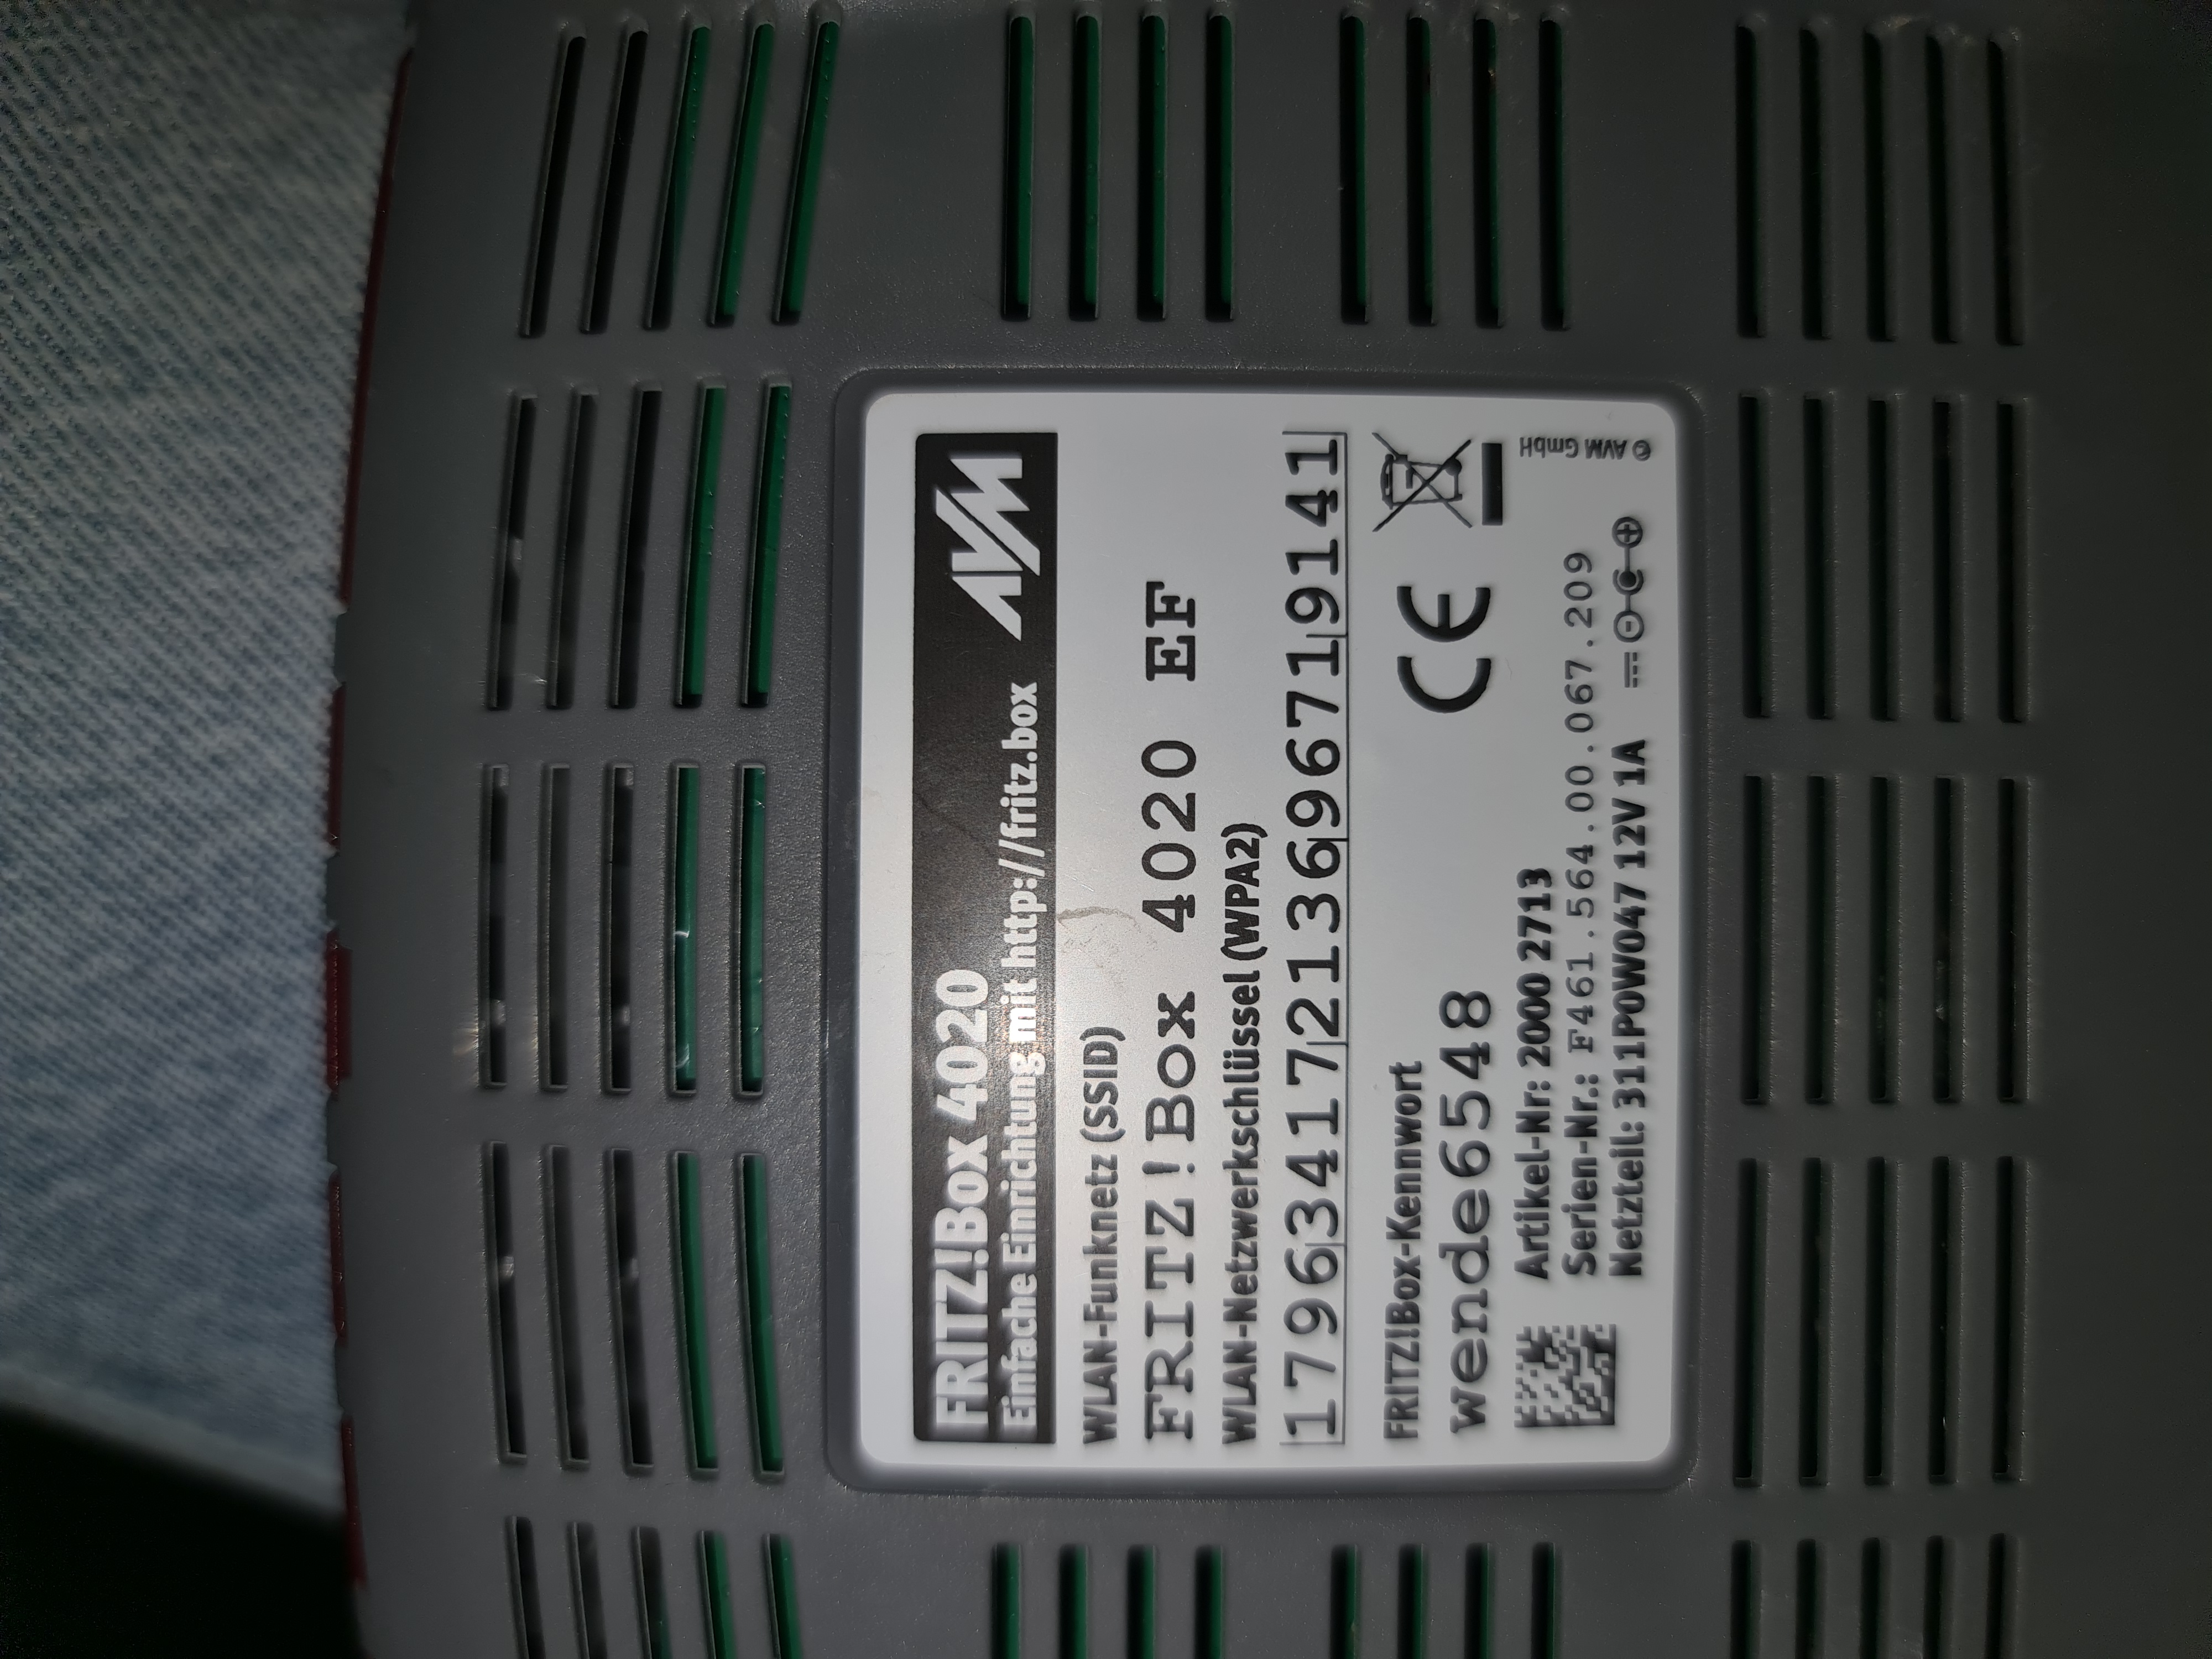 FRITZ!Box 4020
Einfache Einrichtung mit http://fritz.box
AVM
WLAN-Funknetz (SSID)
FRITZ!Box 4020 EF
WLAN-Netzwerkschlüssel (WPA2)
17963417213696719141
FRITZ!Box-Kennwort
wende6548
CE
Artikel-Nr: 2000 2713
Serien-Nr.: F461.564.00.067.209
Netzteil: 311P0W047 12V 1A
© AVM GmbH